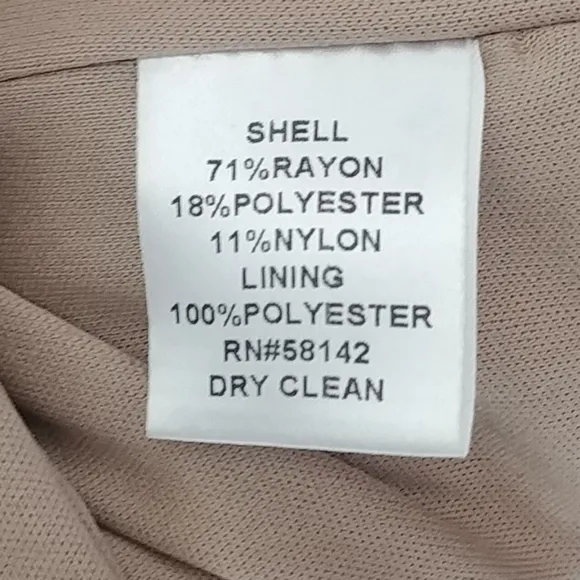 SHELL
71%RAYON
18%POLYESTER
11%NYLON
LINING
100%POLYESTER
RN#58142
DRY CLEAN